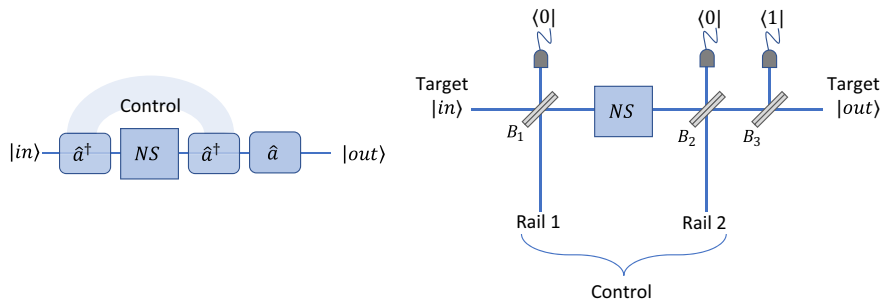 Control
|in⟩
â†
NS
â†
â
|out⟩
⟨0|
⟨0|
⟨1|
Target
|in⟩
NS
Target
|out⟩
B₁
B₂
B₃
Rail 1
Rail 2
Control